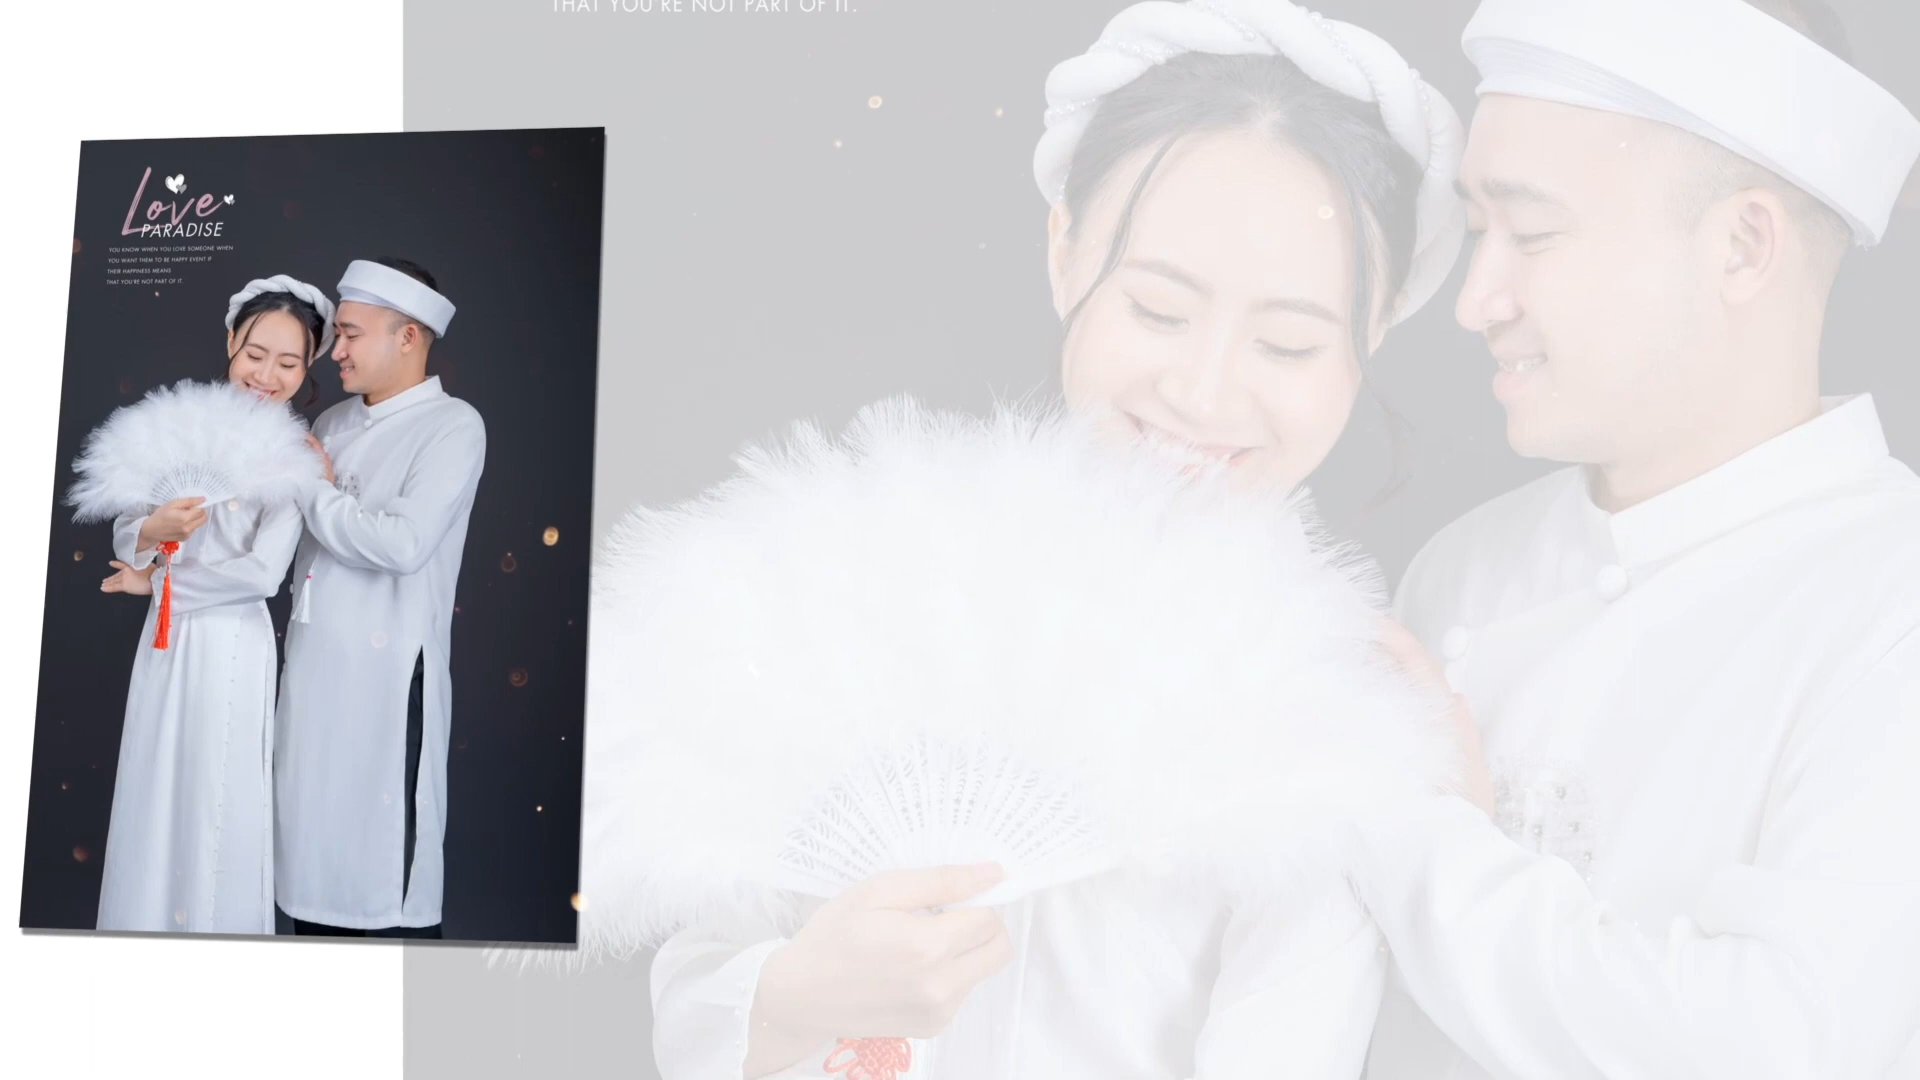 THAT YOU'RE NOT PART OF IT.
Love
PARADISE
YOU KNOW WHEN YOU LOVE SOMEONE WHEN
YOU WANT THEM TO BE HAPPY EVENT IF
THEIR HAPPINESS MEANS
THAT YOU'RE NOT PART OF IT.